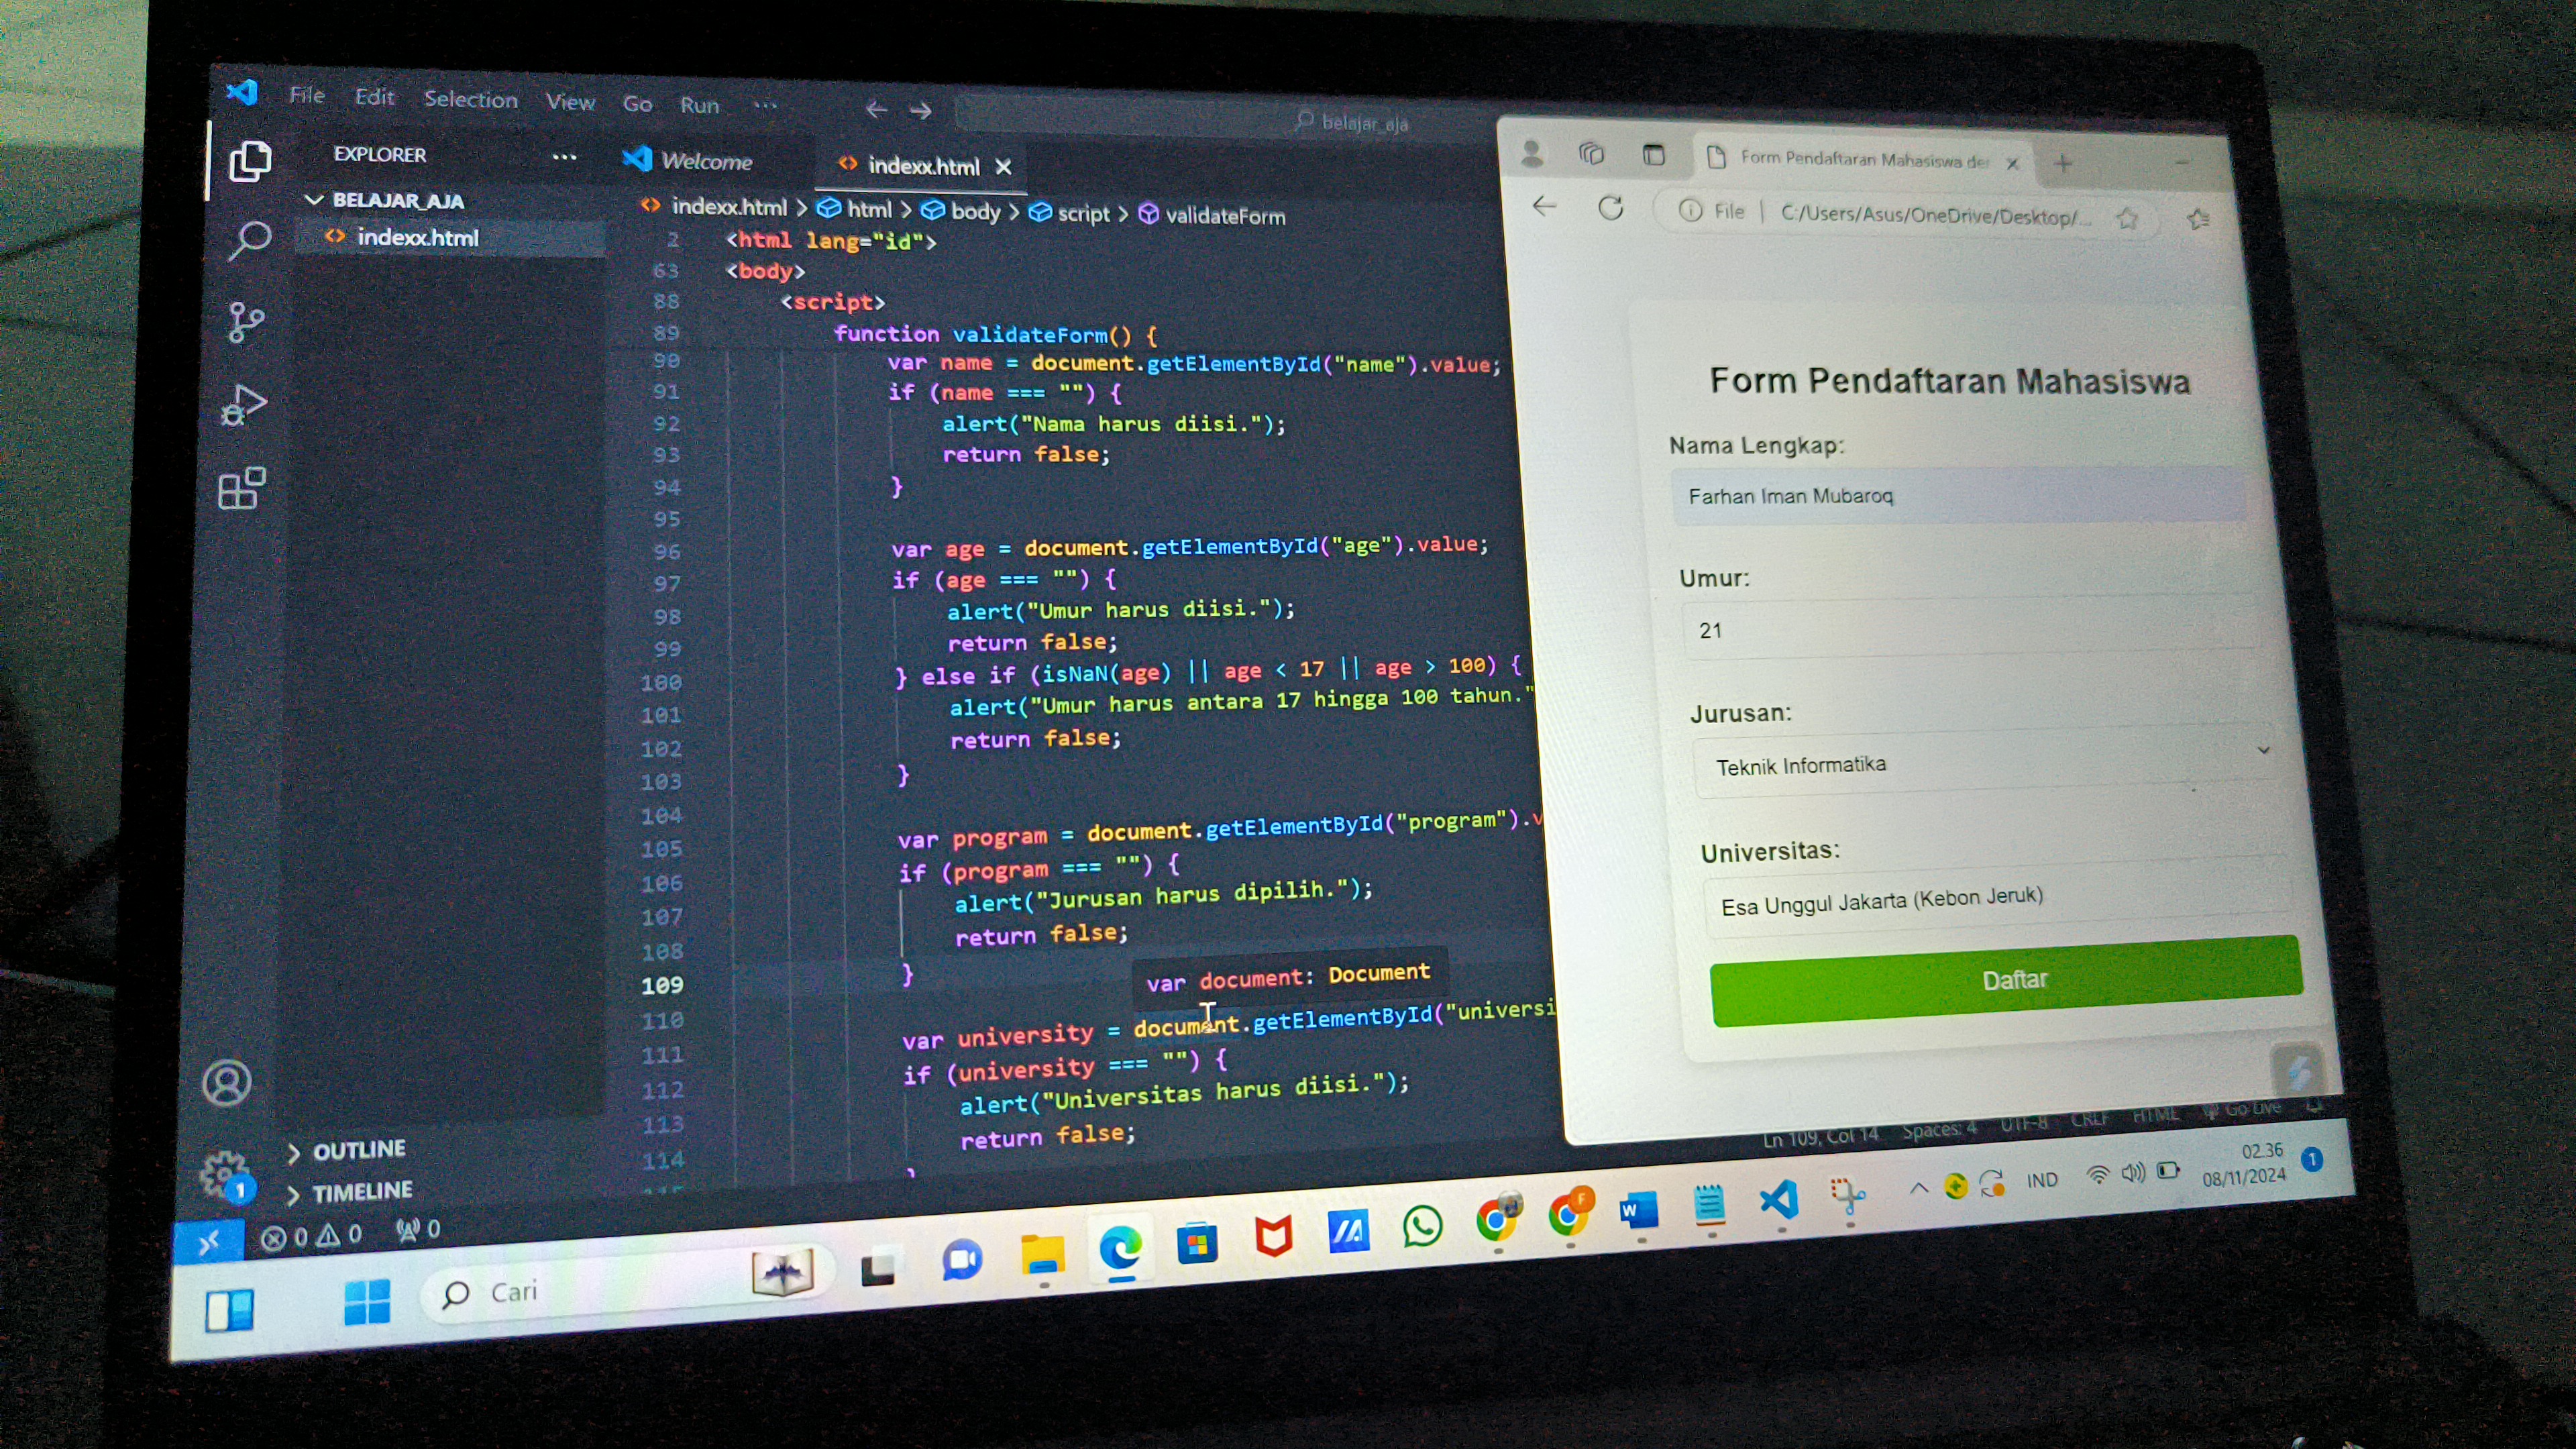 File Edit Selection View Go Run ...
belajar_aja
EXPLORER ...
BELAJAR_AJA
indexx.html
Welcome
indexx.html
indexx.html > html > body > script > validateForm
2 <html lang="id">
63 <body>
88 <script>
89 function validateForm() {
90 var name = document.getElementById("name").value;
91 if (name === "") {
92 alert("Nama harus diisi.");
93 return false;
94 }
95
96 var age = document.getElementById("age").value;
97 if (age === "") {
98 alert("Umur harus diisi.");
99 return false;
100 } else if (isNaN(age) || age < 17 || age > 100) {
101 alert("Umur harus antara 17 hingga 100 tahun."
102 return false;
103 }
104
105 var program = document.getElementById("program").v
106 if (program === "") {
107 alert("Jurusan harus dipilih.");
108 return false;
109 }
var document: Document
110
111 var university = document.getElementById("universi
112 if (university === "") {
113 alert("Universitas harus diisi.");
114 return false;
OUTLINE
TIMELINE
0 0 0
Form Pendaftaran Mahasiswa
File C:/Users/Asus/OneDrive/Desktop/...
Form Pendaftaran Mahasiswa
Nama Lengkap:
Farhan Iman Mubaroq
Umur:
21
Jurusan:
Teknik Informatika
Universitas:
Esa Unggul Jakarta (Kebon Jeruk)
Daftar
Ln 109, Col 14 Spaces: 4 UTF-8 CRLF HTML Go Live
Cari
IND
02.36
08/11/2024
1